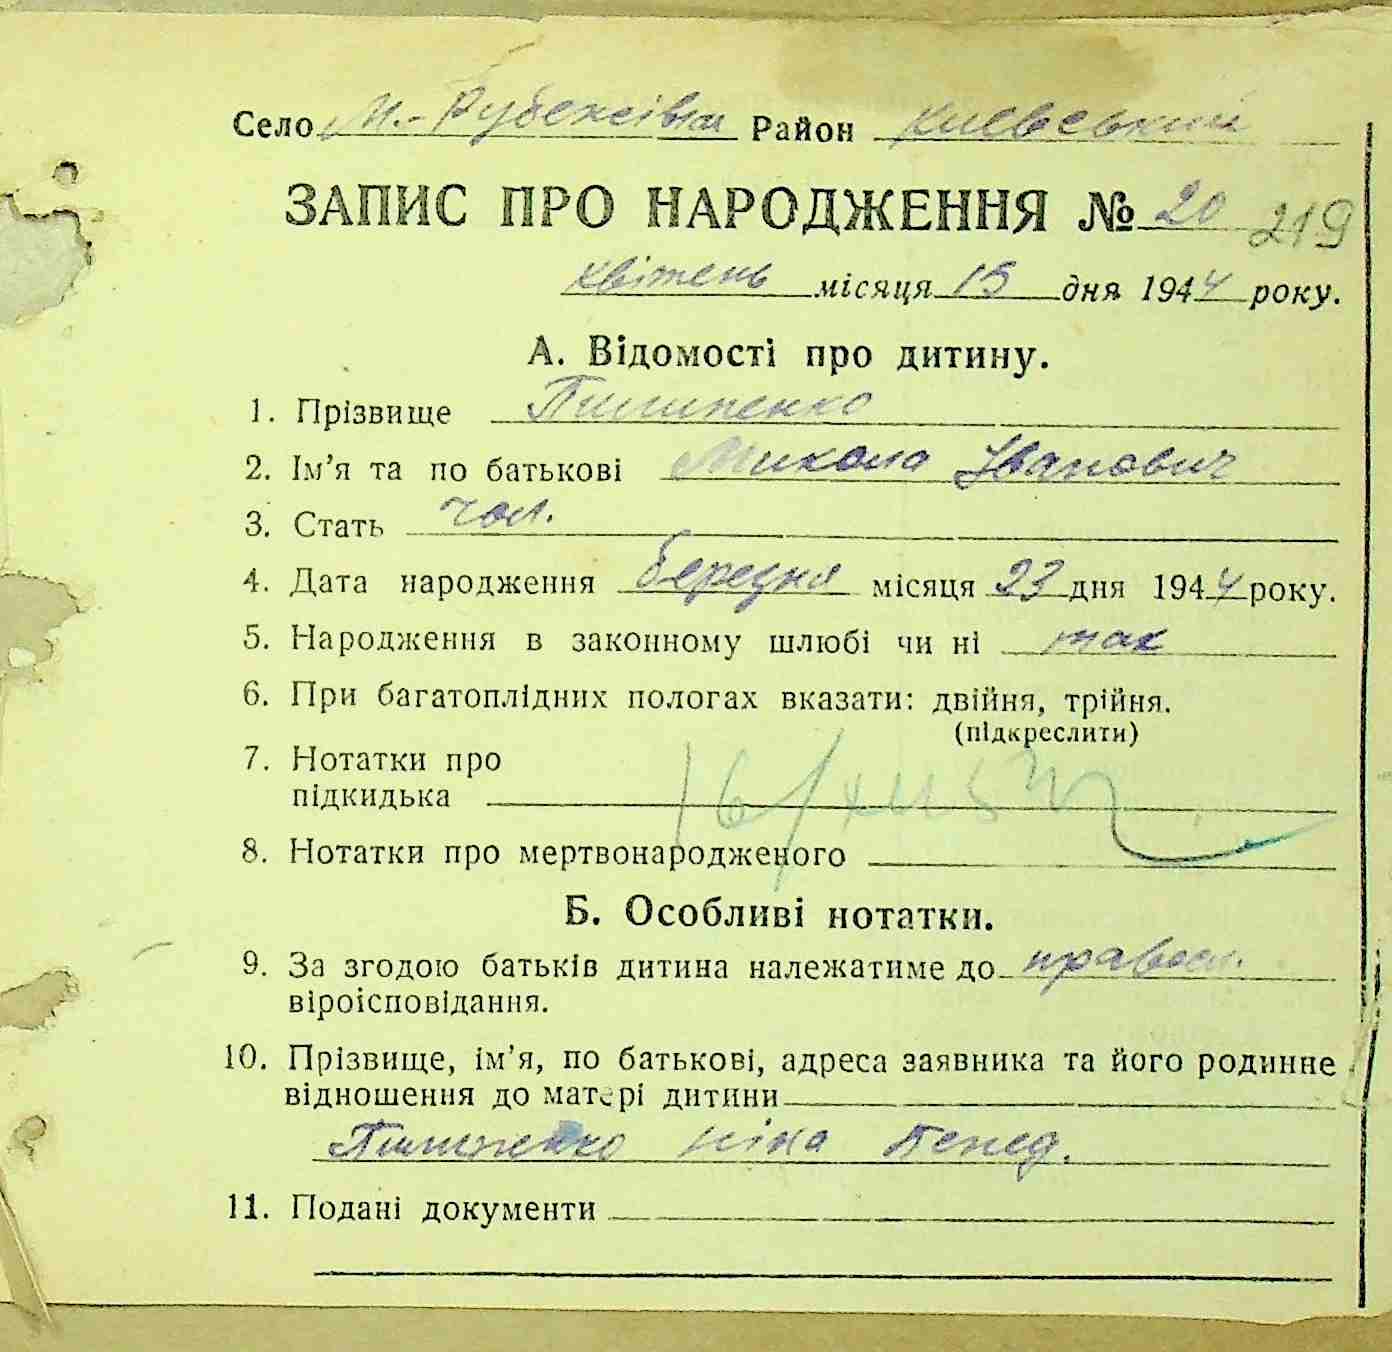 Село М.-Рубежівка Район Києвський
ЗАПИС ПРО НАРОДЖЕННЯ № 20 219
квітень місяця 15 дня 1944 року.
А. Відомості про дитину.
1. Прізвище Пилипенко
2. Ім'я та по батькові Микола Іванович
3. Стать чол.
4. Дата народження березня місяця 23 дня 1944 року.
5. Народження в законному шлюбі чи ні так
6. При багатоплідних пологах вказати: двійня, трійня.
(підкреслити)
7. Нотатки про
підкидька
8. Нотатки про мертвонародженого
Б. Особливі нотатки.
9. За згодою батьків дитина належатиме до правосл.
віроісповідання.
10. Прізвище, ім'я, по батькові, адреса заявника та його родинне
відношення до матері дитини
Пилипенко Ніна Бенед.
11. Подані документи